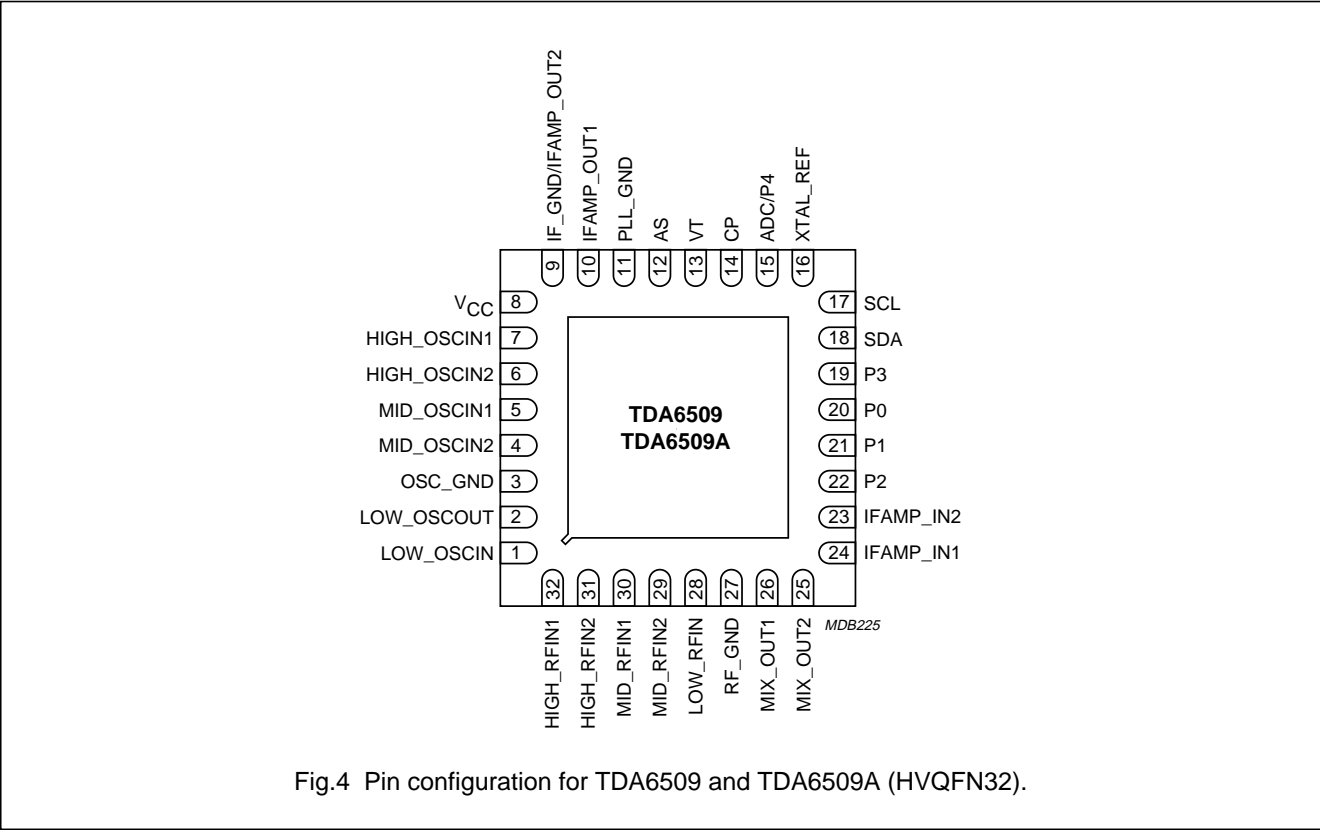 IF_GND/IFAMP_OUT2
IFAMP_OUT1
PLL_GND
AS
VT
CP
ADC/P4
XTAL_REF
9
10
11
12
13
14
15
16
VCC 8
HIGH_OSCIN1 7
HIGH_OSCIN2 6
MID_OSCIN1 5
MID_OSCIN2 4
OSC_GND 3
LOW_OSCOUT 2
LOW_OSCIN 1
TDA6509
TDA6509A
17 SCL
18 SDA
19 P3
20 P0
21 P1
22 P2
23 IFAMP_IN2
24 IFAMP_IN1
32
31
30
29
28
27
26
25
HIGH_RFIN1
HIGH_RFIN2
MID_RFIN1
MID_RFIN2
LOW_RFIN
RF_GND
MIX_OUT1
MIX_OUT2
MDB225
Fig.4 Pin configuration for TDA6509 and TDA6509A (HVQFN32).